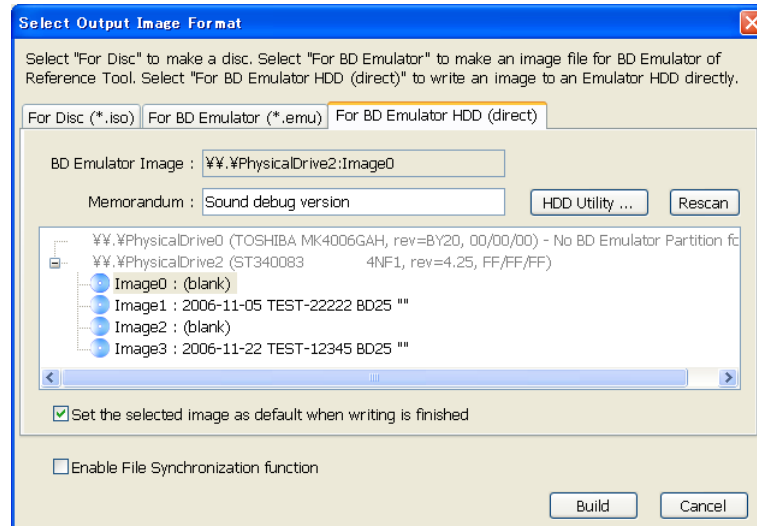 Select Output Image Format
Select "For Disc" to make a disc. Select "For BD Emulator" to make an image file for BD Emulator of
Reference Tool. Select "For BD Emulator HDD (direct)" to write an image to an Emulator HDD directly.
For Disc (*.iso) For BD Emulator (*.emu) For BD Emulator HDD (direct)
BD Emulator Image : ¥¥.¥PhysicalDrive2:Image0
Memorandum : Sound debug version HDD Utility ... Rescan
¥¥.¥PhysicalDrive0 (TOSHIBA MK4006GAH, rev=BY20, 00/00/00) - No BD Emulator Partition fc
¥¥.¥PhysicalDrive2 (ST340083 4NF1, rev=4.25, FF/FF/FF)
Image0 : (blank)
Image1 : 2006-11-05 TEST-22222 BD25 ""
Image2 : (blank)
Image3 : 2006-11-22 TEST-12345 BD25 ""
Set the selected image as default when writing is finished
Enable File Synchronization function
Build Cancel